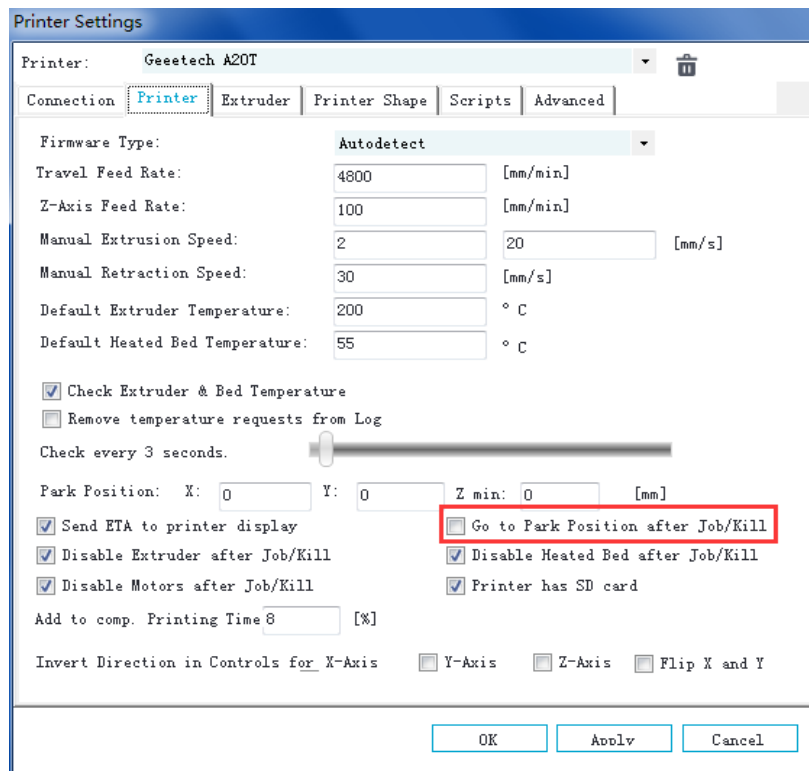 Printer Settings
Printer: Geeetech A20T
Connection Printer Extruder Printer Shape Scripts Advanced
Firmware Type: Autodetect
Travel Feed Rate: 4800 [mm/min]
Z-Axis Feed Rate: 100 [mm/min]
Manual Extrusion Speed: 2 20 [mm/s]
Manual Retraction Speed: 30 [mm/s]
Default Extruder Temperature: 200 ° C
Default Heated Bed Temperature: 55 ° C
Check Extruder & Bed Temperature
Remove temperature requests from Log
Check every 3 seconds.
Park Position: X: 0 Y: 0 Z min: 0 [mm]
Send ETA to printer display Go to Park Position after Job/Kill
Disable Extruder after Job/Kill Disable Heated Bed after Job/Kill
Disable Motors after Job/Kill Printer has SD card
Add to comp. Printing Time 8 [%]
Invert Direction in Controls for X-Axis Y-Axis Z-Axis Flip X and Y
OK Apply Cancel